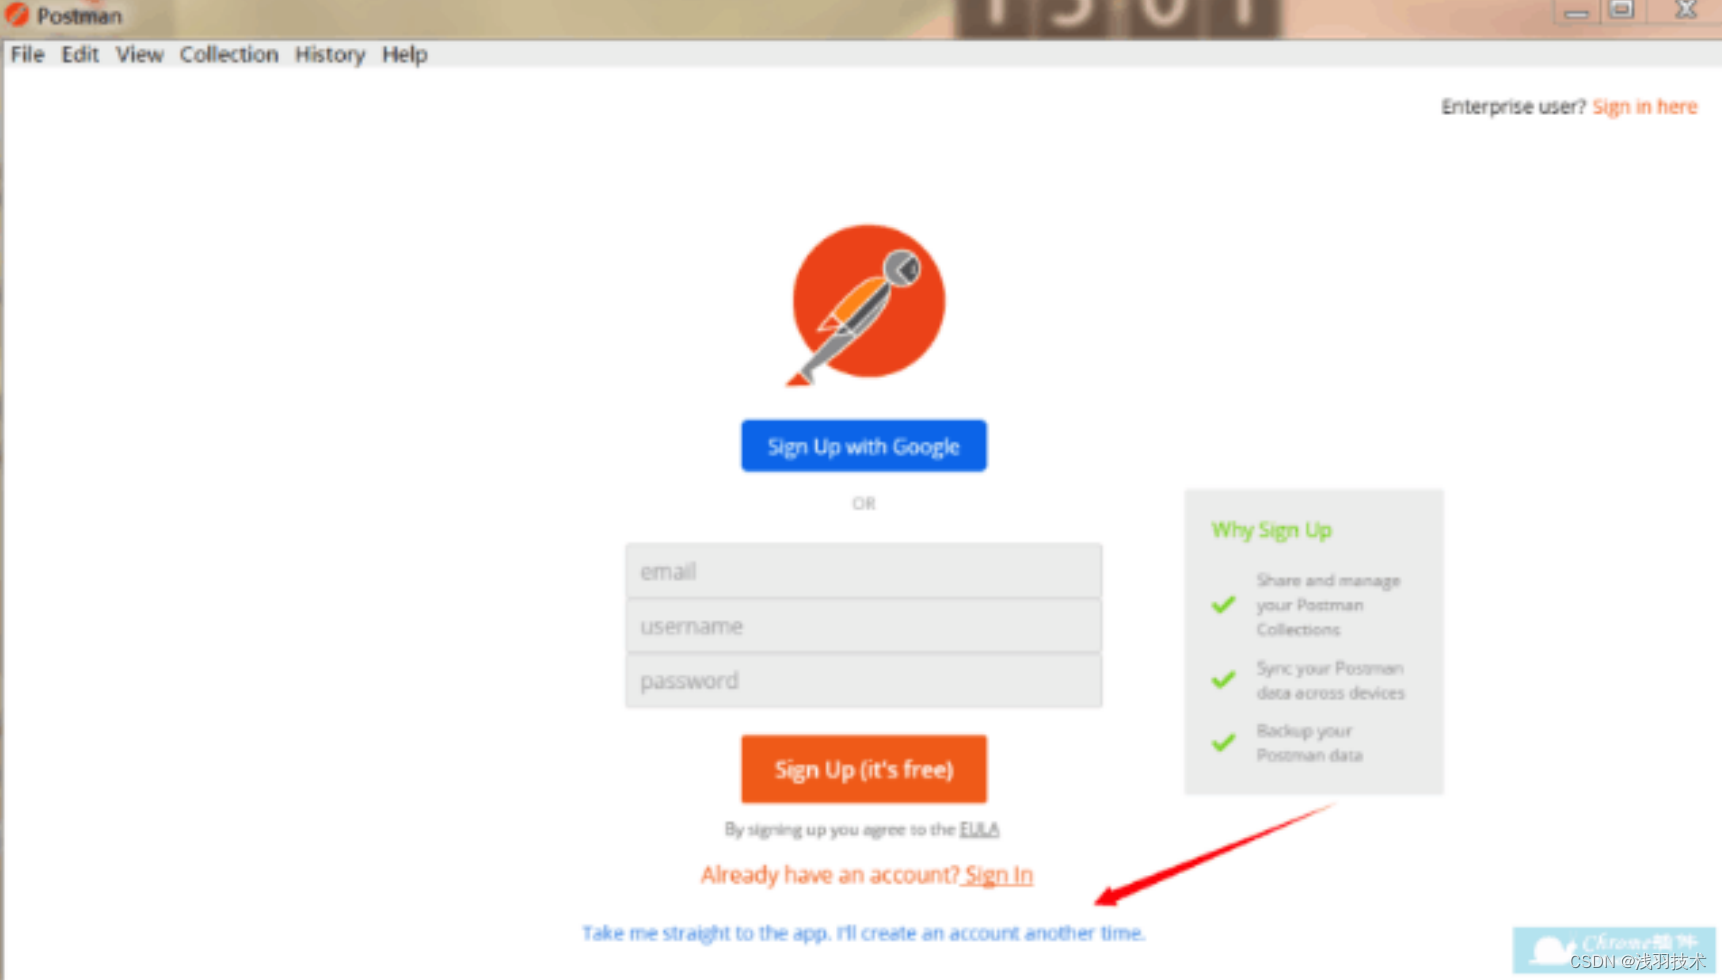 Postman
File Edit View Collection History Help
Enterprise user? Sign in here
Sign Up with Google
OR
email
username
password
Sign Up (it's free)
By signing up you agree to the EULA
Already have an account? Sign In
Take me straight to the app. I'll create an account another time.
Why Sign Up
Share and manage
your Postman
Collections
Sync your Postman
data across devices
Backup your
Postman data
Chrome插件
CSDN @浅羽技术